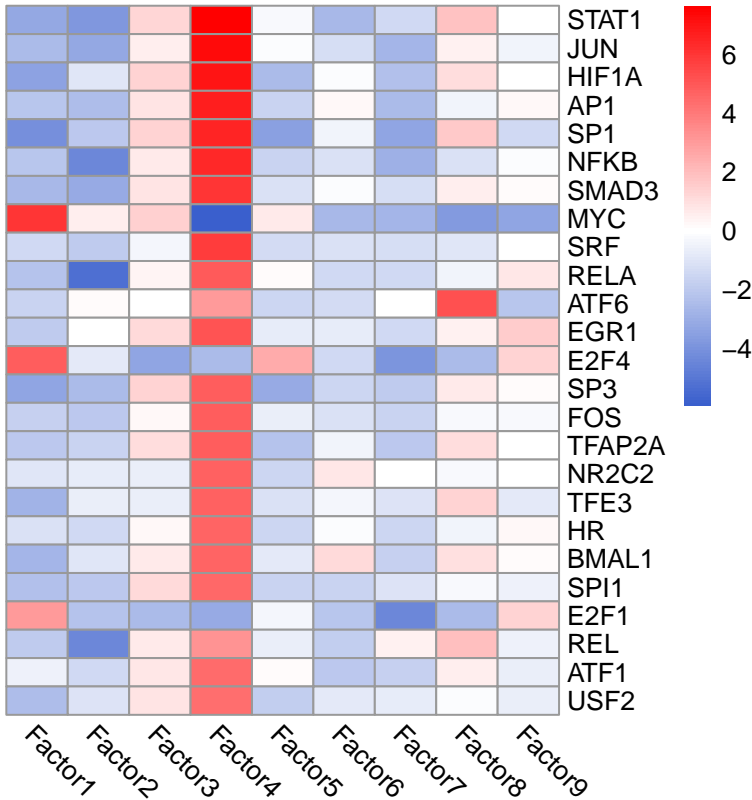 STAT1
JUN
HIF1A
AP1
SP1
NFKB
SMAD3
MYC
SRF
RELA
ATF6
EGR1
E2F4
SP3
FOS
TFAP2A
NR2C2
TFE3
HR
BMAL1
SPI1
E2F1
REL
ATF1
USF2
6
4
2
0
−2
−4
Factor1
Factor2
Factor3
Factor4
Factor5
Factor6
Factor7
Factor8
Factor9